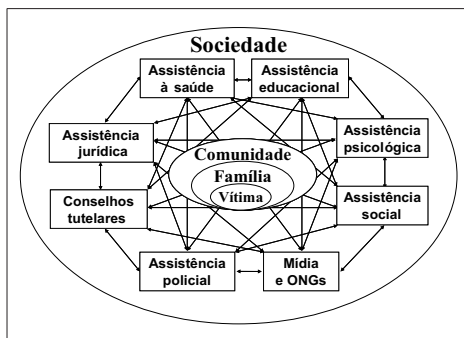 Sociedade
Assistência
à saúde
Assistência
educacional
Assistência
jurídica
Assistência
psicológica
Comunidade
Família
Vítima
Conselhos
tutelares
Assistência
social
Assistência
policial
Mídia
e ONGs